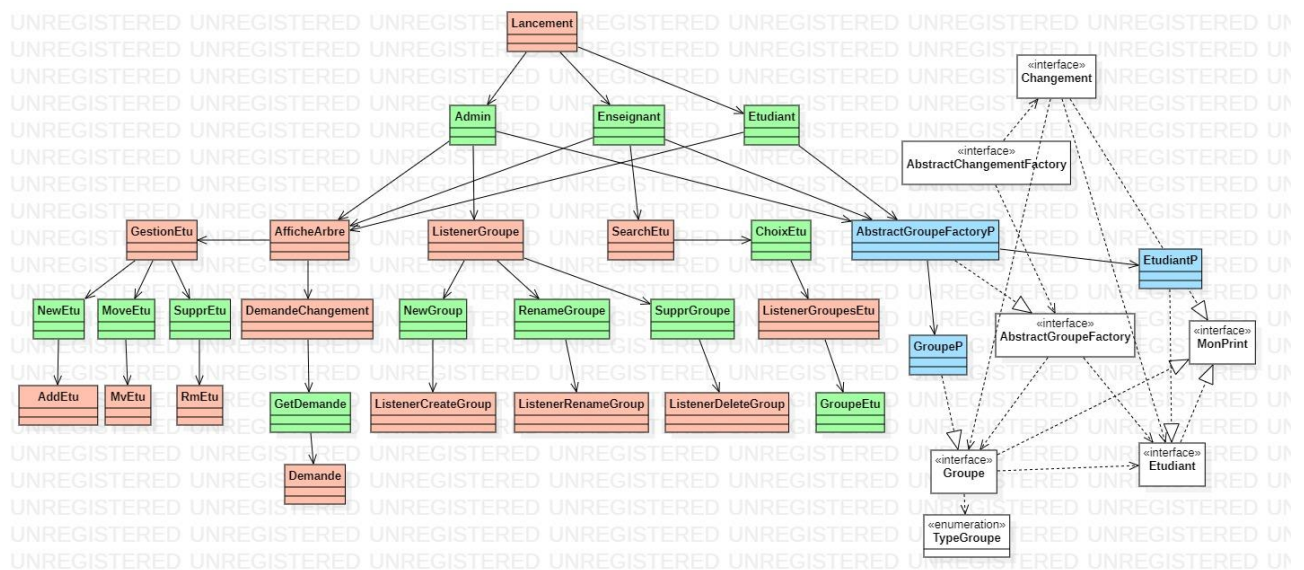 Lancement
«interface»
Changement
Admin
Enseignant
Etudiant
«interface»
AbstractChangementFactory
GestionEtu
AfficheArbre
ListenerGroupe
SearchEtu
ChoixEtu
AbstractGroupeFactoryP
EtudiantP
NewEtu
MoveEtu
SupprEtu
DemandeChangement
NewGroup
RenameGroupe
SupprGroupe
ListenerGroupesEtu
«interface»
AbstractGroupeFactory
«interface»
MonPrint
GroupeP
AddEtu
MvEtu
RmEtu
GetDemande
ListenerCreateGroup
ListenerRenameGroup
ListenerDeleteGroup
GroupeEtu
«interface»
Groupe
«interface»
Etudiant
Demande
«enumeration»
TypeGroupe
UNREGISTERED